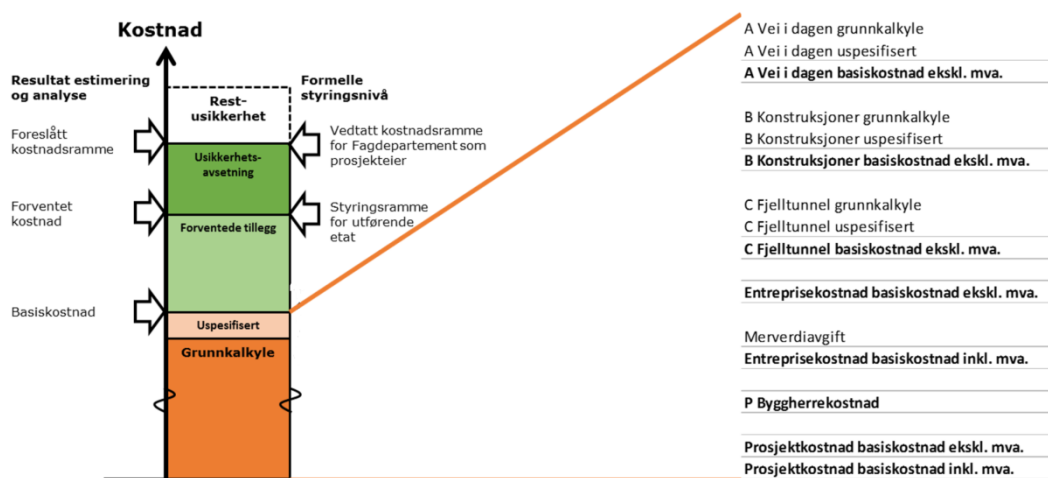 Kostnad
Resultat estimering
og analyse
Foreslått
kostnadsramme
Forventet
kostnad
Basiskostnad
Rest-
usikkerhet
Usikkerhets-
avsetning
Forventede tillegg
Uspesifisert
Grunnkalkyle
Formelle
styringsnivå
Vedtatt kostnadsramme
for Fagdepartement som
prosjekteier
Styringsramme
for utførende
etat
A Vei i dagen grunnkalkyle
A Vei i dagen uspesifisert
A Vei i dagen basiskostnad ekskl. mva.
B Konstruksjoner grunnkalkyle
B Konstruksjoner uspesifisert
B Konstruksjoner basiskostnad ekskl. mva.
C Fjelltunnel grunnkalkyle
C Fjelltunnel uspesifisert
C Fjelltunnel basiskostnad ekskl. mva.
Entreprisekostnad basiskostnad ekskl. mva.
Merverdiavgift
Entreprisekostnad basiskostnad inkl. mva.
P Byggherrekostnad
Prosjektkostnad basiskostnad ekskl. mva.
Prosjektkostnad basiskostnad inkl. mva.